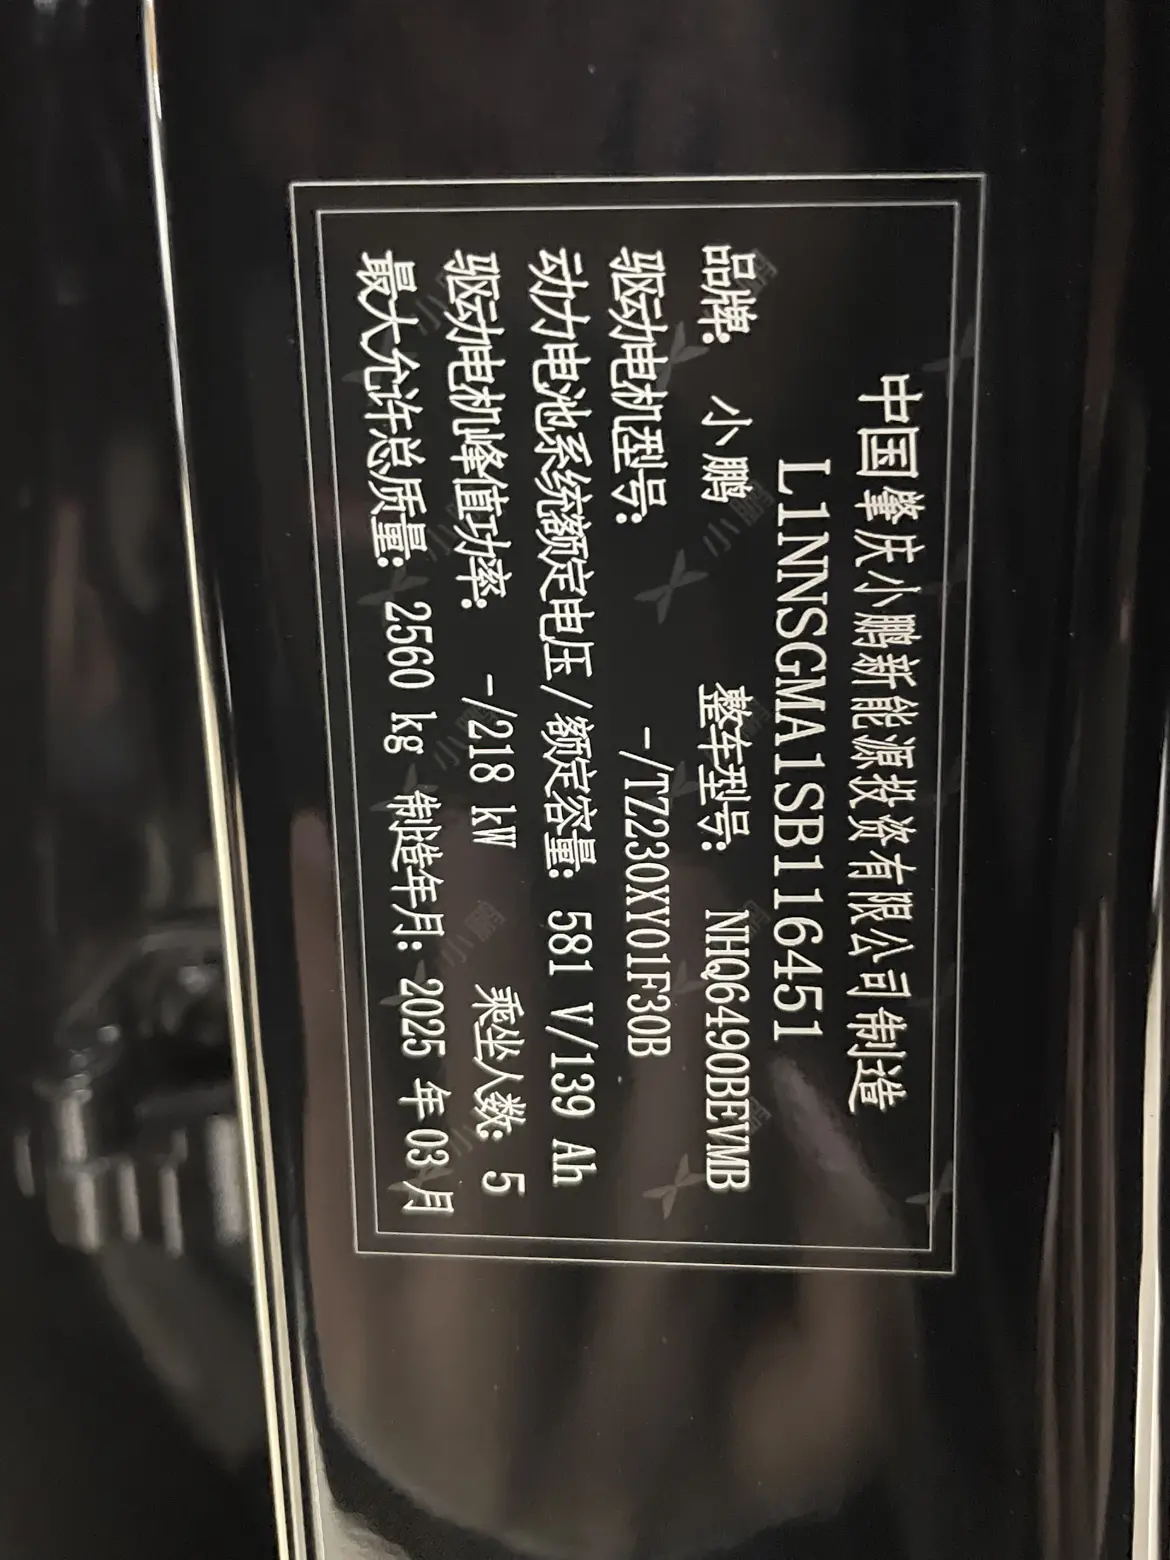 中国肇庆小鹏新能源投资有限公司制造
L1NNSGMA1SB116451
品牌: 小鹏 整车型号: NHQ6490BEVMB
驱动电机型号: -/TZ230XY01F30B
动力电池系统额定电压/额定容量: 581 V/139 Ah
驱动电机峰值功率: -/218 kW 乘坐人数: 5
最大允许总质量: 2560 kg 制造年月: 2025 年 03 月